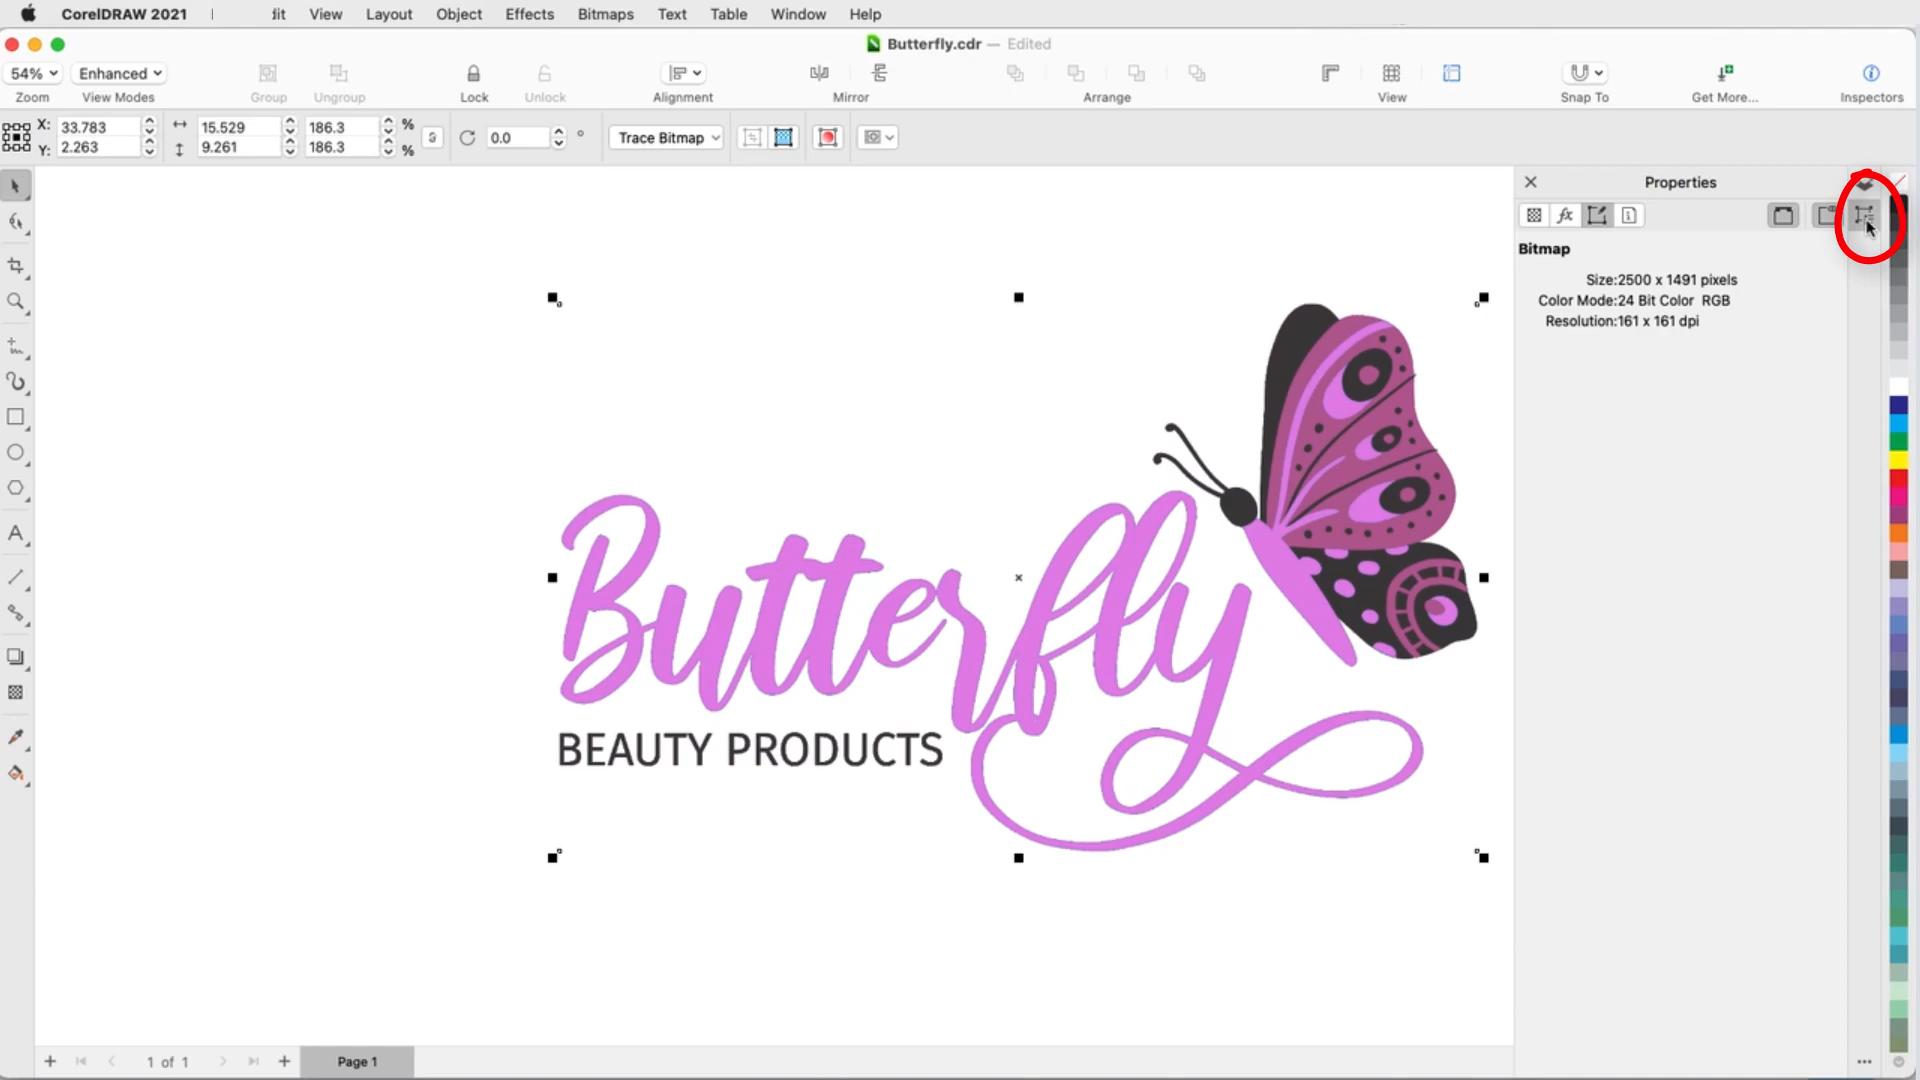 CorelDRAW 2021 lit View Layout Object Effects Bitmaps Text Table Window Help
Butterfly.cdr — Edited
54% Enhanced
Zoom View Modes Group Ungroup Lock Unlock Alignment Mirror Arrange View Snap To Get More... Inspectors
X: 33.783 15.529 186.3 % 0.0 ° Trace Bitmap
Y: 2.263 9.261 186.3 %
Properties
fx
Bitmap
Size:2500 x 1491 pixels
Color Mode:24 Bit Color RGB
Resolution:161 x 161 dpi
Butterfly
BEAUTY PRODUCTS
1 of 1 Page 1